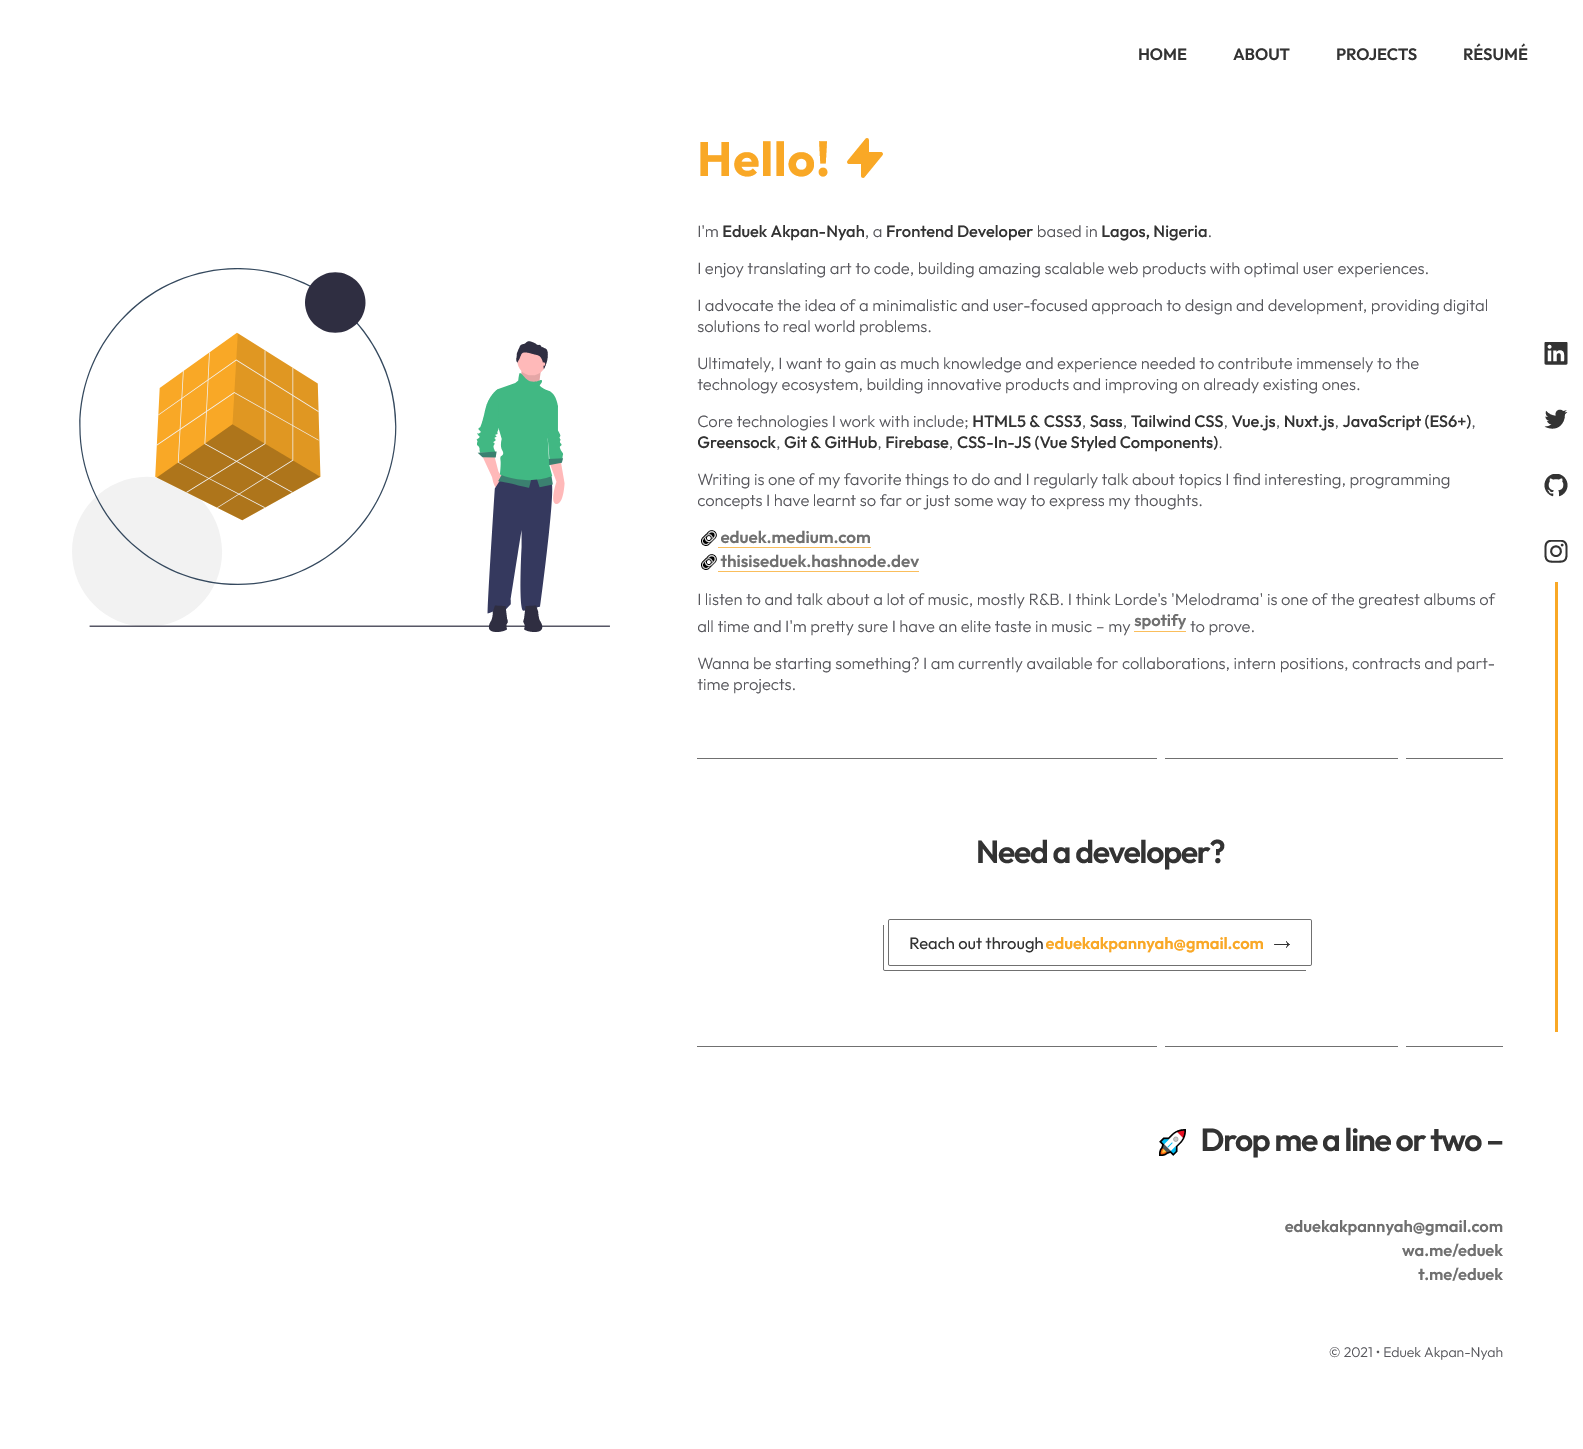 HOME ABOUT PROJECTS RÉSUMÉ
Hello!
I'm Eduek Akpan-Nyah, a Frontend Developer based in Lagos, Nigeria.
I enjoy translating art to code, building amazing scalable web products with optimal user experiences.
I advocate the idea of a minimalistic and user-focused approach to design and development, providing digital
solutions to real world problems.
Ultimately, I want to gain as much knowledge and experience needed to contribute immensely to the
technology ecosystem, building innovative products and improving on already existing ones.
Core technologies I work with include; HTML5 & CSS3, Sass, Tailwind CSS, Vue.js, Nuxt.js, JavaScript (ES6+),
Greensock, Git & GitHub, Firebase, CSS-In-JS (Vue Styled Components).
Writing is one of my favorite things to do and I regularly talk about topics I find interesting, programming
concepts I have learnt so far or just some way to express my thoughts.
eduek.medium.com
thisiseduek.hashnode.dev
I listen to and talk about a lot of music, mostly R&B. I think Lorde's 'Melodrama' is one of the greatest albums of
all time and I'm pretty sure I have an elite taste in music – my spotify to prove.
Wanna be starting something? I am currently available for collaborations, intern positions, contracts and part-
time projects.
Need a developer?
Reach out through eduekakpannyah@gmail.com →
Drop me a line or two –
eduekakpannyah@gmail.com
wa.me/eduek
t.me/eduek
© 2021 • Eduek Akpan-Nyah